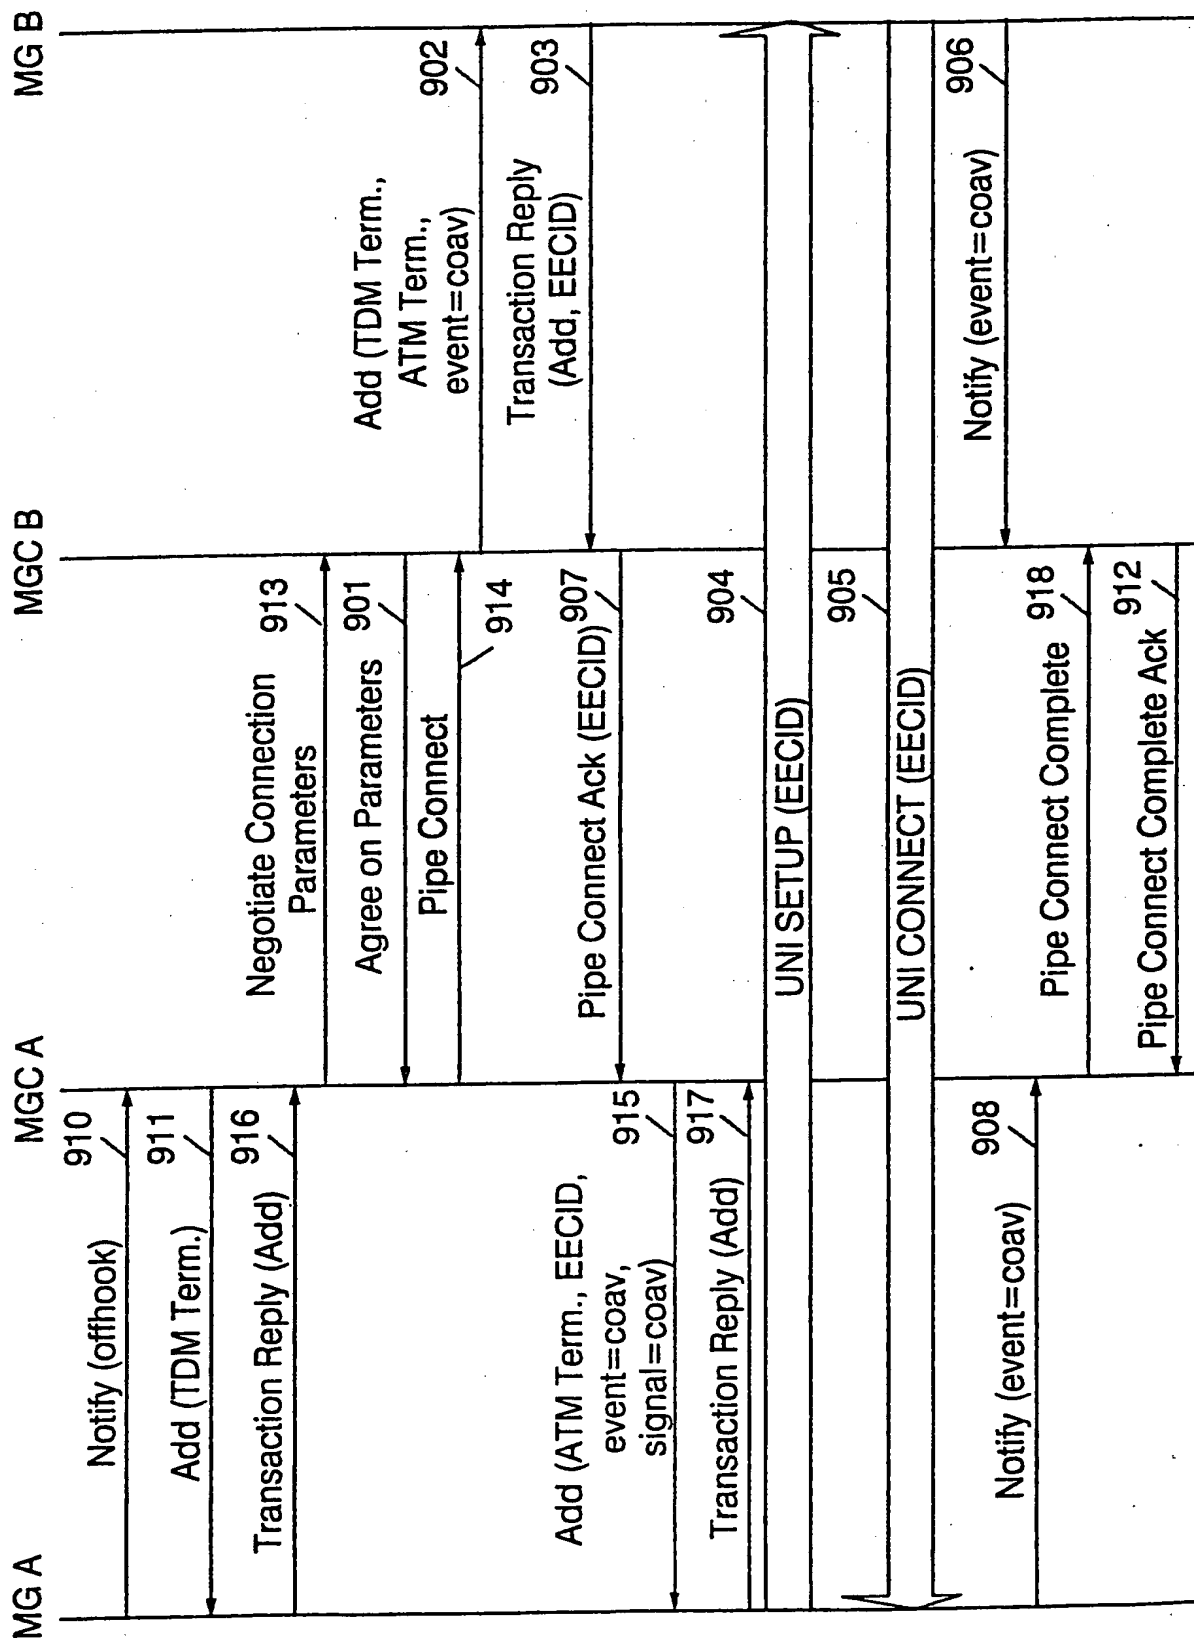 MG A
MGC A
MGC B
MG B
910
Notify (offhook)
911
Add (TDM Term.)
916
Transaction Reply (Add)
Negotiate Connection
Parameters
913
Agree on Parameters
901
Pipe Connect
914
Add (TDM Term.,
ATM Term.,
event=coav)
902
Transaction Reply
(Add, EECID)
903
Pipe Connect Ack (EECID)
907
Add (ATM Term., EECID,
event=coav,
signal=coav)
915
Transaction Reply (Add)
917
UNI SETUP (EECID)
904
UNI CONNECT (EECID)
905
Notify (event=coav)
906
Notify (event=coav)
908
Pipe Connect Complete
918
Pipe Connect Complete Ack
912